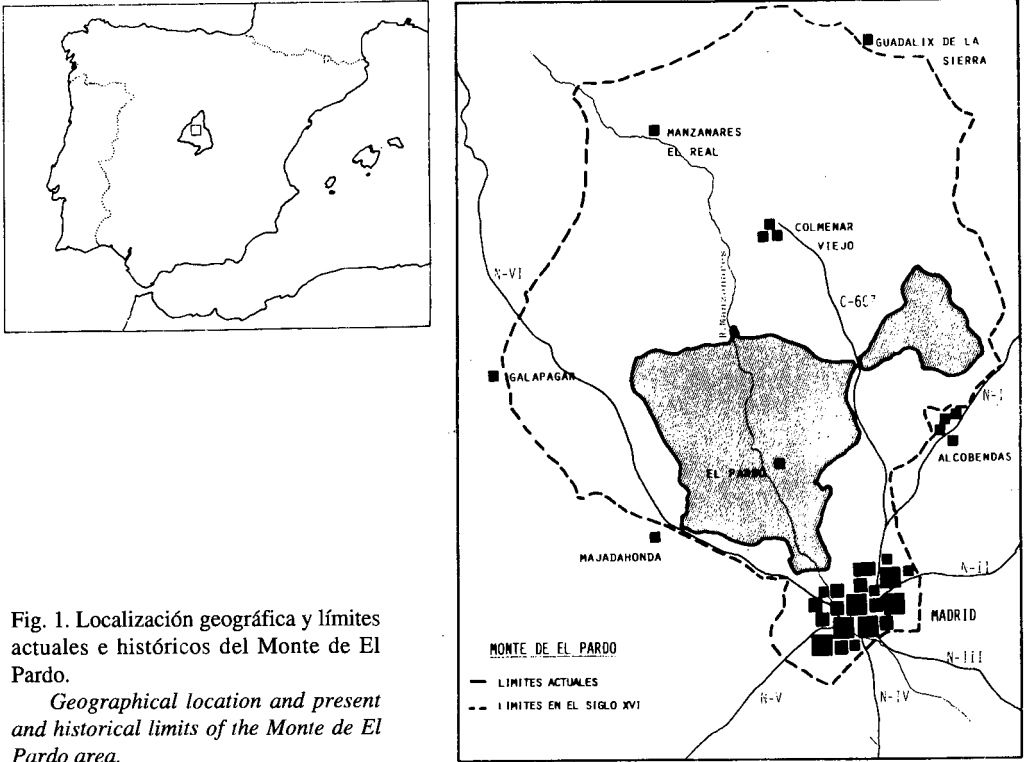 GUADALIX DE LA
SIERRA
MANZANARES
EL REAL
COLMENAR
VIEJO
N-VI
R. Manzanares
C-607
GALAPAGAR
N-I
ALCOBENDAS
EL PARDO
MAJADAHONDA
N-II
MADRID
N-III
N-V
N-IV
MONTE DE EL PARDO
LIMITES ACTUALES
LIMITES EN EL SIGLO XVI
Fig. 1. Localización geográfica y límites
actuales e históricos del Monte de El
Pardo.
Geographical location and present
and historical limits of the Monte de El
Pardo area.